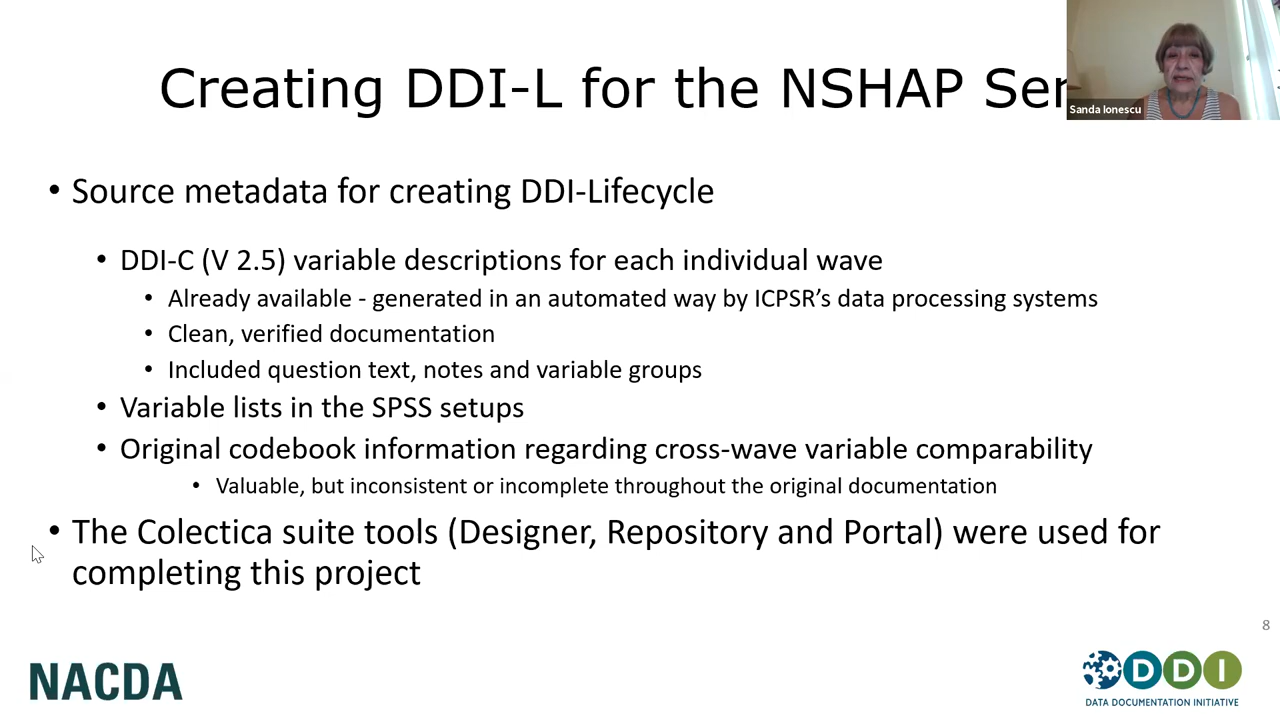 Creating DDI-L for the NSHAP Ser
Sanda Ionescu
• Source metadata for creating DDI-Lifecycle
• DDI-C (V 2.5) variable descriptions for each individual wave
• Already available - generated in an automated way by ICPSR’s data processing systems
• Clean, verified documentation
• Included question text, notes and variable groups
• Variable lists in the SPSS setups
• Original codebook information regarding cross-wave variable comparability
• Valuable, but inconsistent or incomplete throughout the original documentation
• The Colectica suite tools (Designer, Repository and Portal) were used for
completing this project
8
NACDA
DDI
DATA DOCUMENTATION INITIATIVE